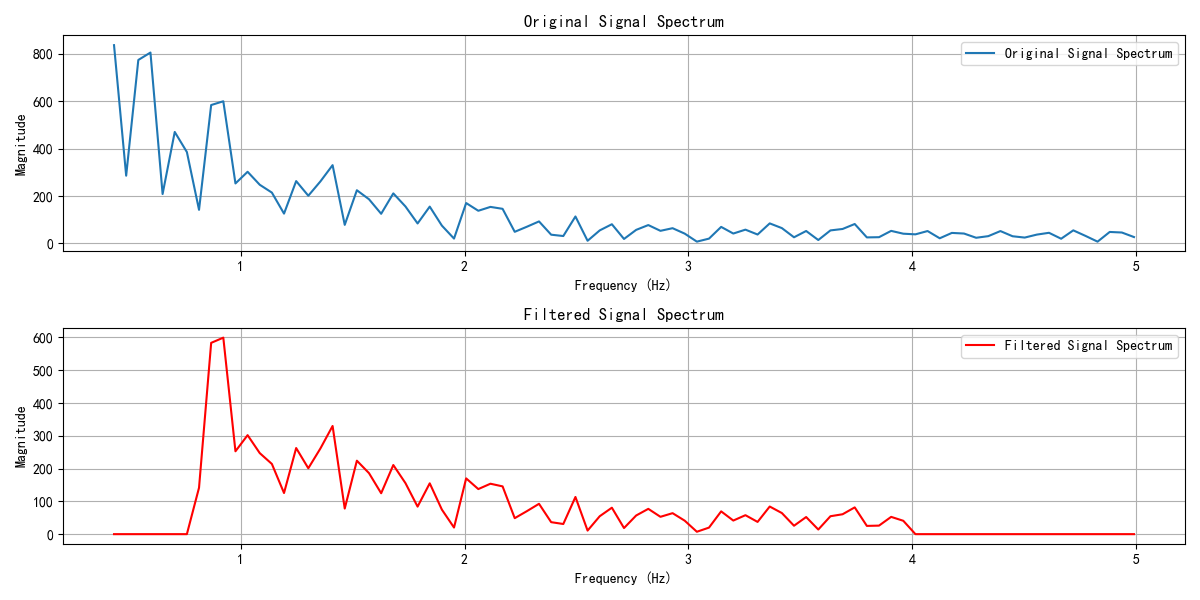 Original Signal Spectrum
Original Signal Spectrum
Magnitude
800
600
400
200
0
1 2 3 4 5
Frequency (Hz)
Filtered Signal Spectrum
Filtered Signal Spectrum
Magnitude
600
500
400
300
200
100
0
1 2 3 4 5
Frequency (Hz)